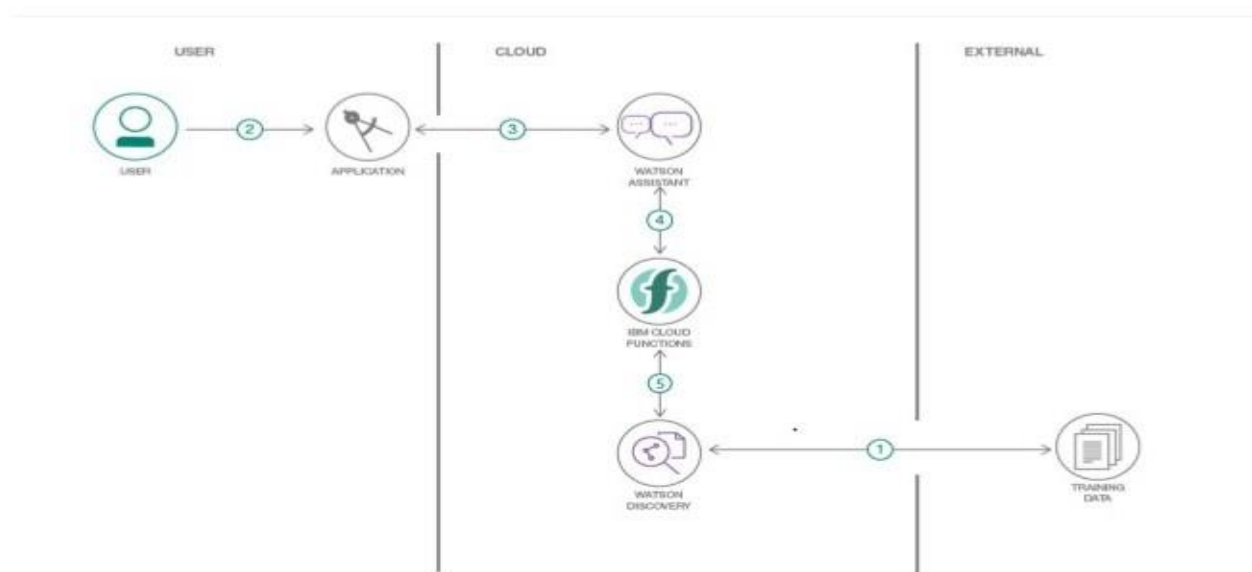 USER
CLOUD
EXTERNAL
2
3
USER
APPLICATION
WATSON
ASSISTANT
4
IBM CLOUD
FUNCTIONS
5
WATSON
DISCOVERY
1
TRAINING
DATA